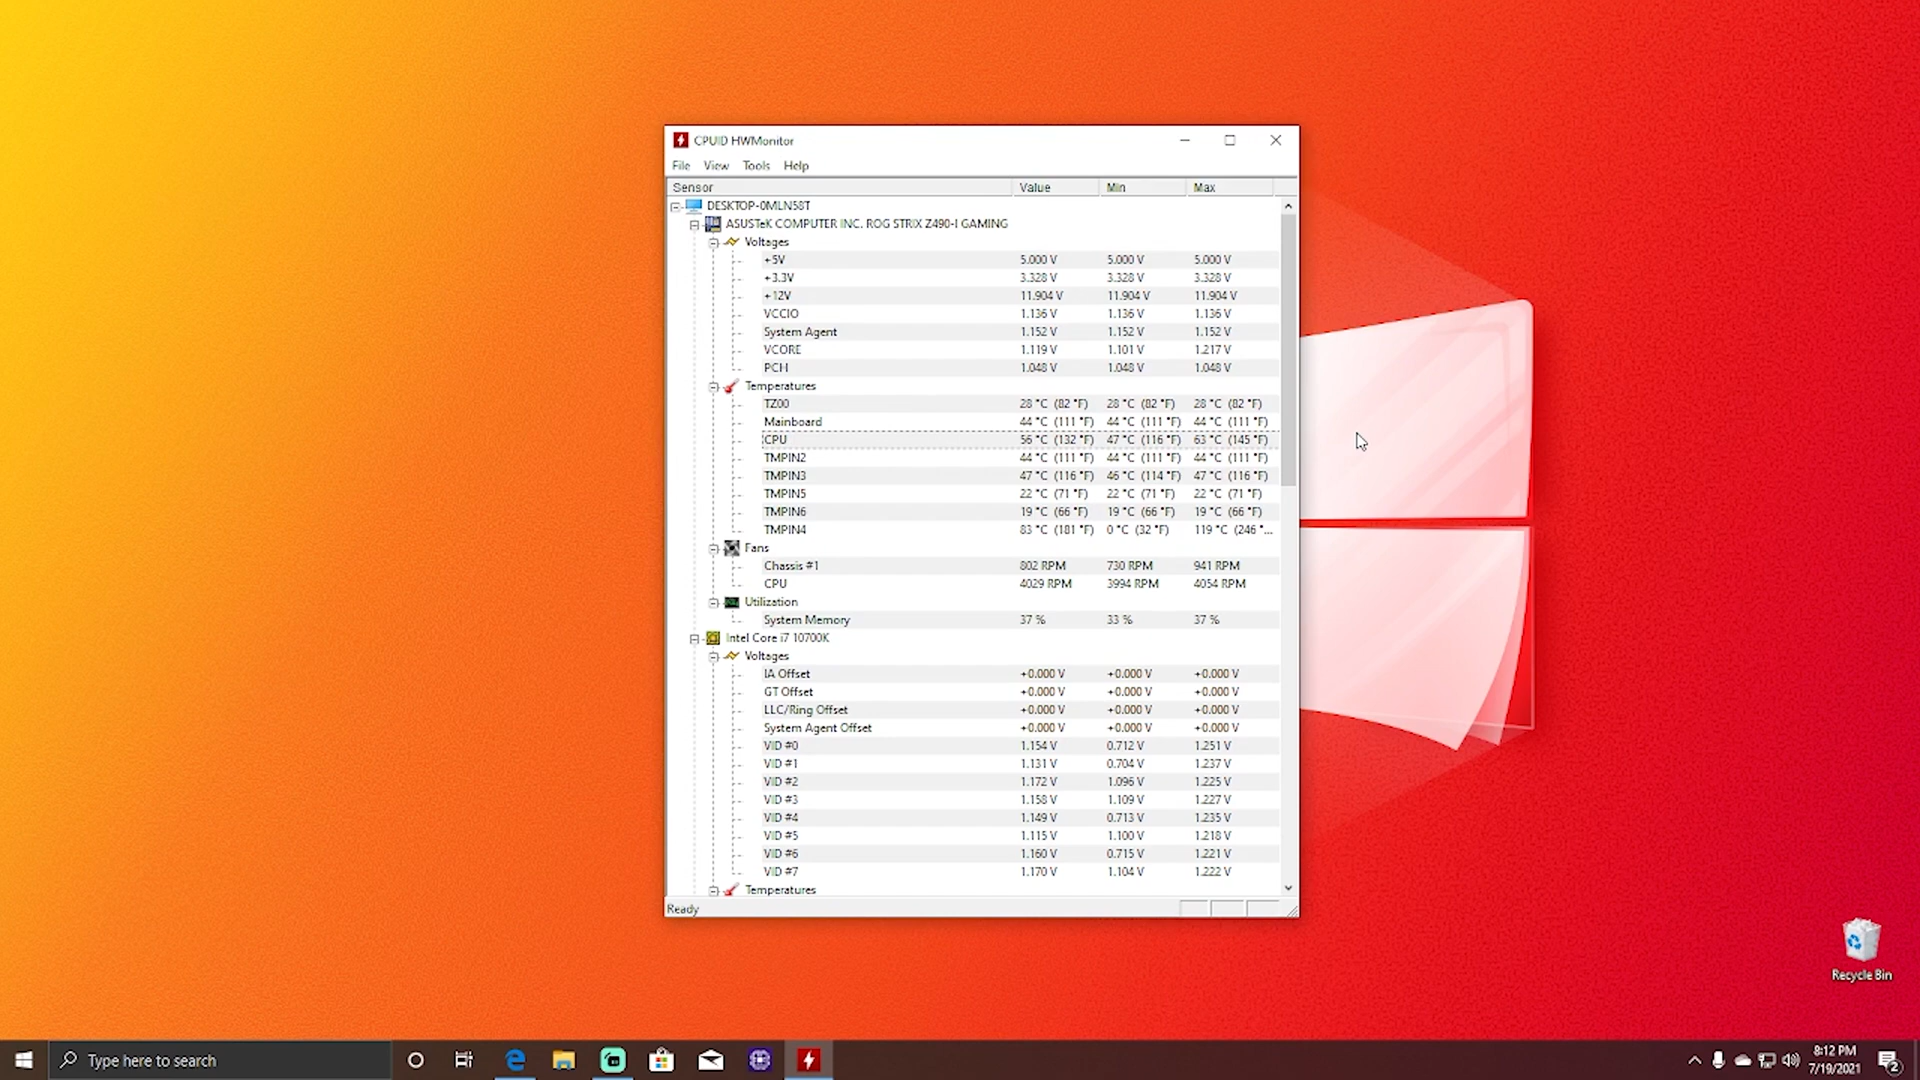 CPUID HWMonitor
File View Tools Help
Sensor Value Min Max
DESKTOP-0MLN58T
ASUSTeK COMPUTER INC. ROG STRIX Z490-I GAMING
Voltages
+5V 5.000 V 5.000 V 5.000 V
+3.3V 3.328 V 3.328 V 3.328 V
+12V 11.904 V 11.904 V 11.904 V
VCCIO 1.136 V 1.136 V 1.136 V
System Agent 1.152 V 1.152 V 1.152 V
VCORE 1.119 V 1.101 V 1.217 V
PCH 1.048 V 1.048 V 1.048 V
Temperatures
TZ00 28 °C (82 °F) 28 °C (82 °F) 28 °C (82 °F)
Mainboard 44 °C (111 °F) 44 °C (111 °F) 44 °C (111 °F)
CPU 56 °C (132 °F) 47 °C (116 °F) 63 °C (145 °F)
TMPIN2 44 °C (111 °F) 44 °C (111 °F) 44 °C (111 °F)
TMPIN3 47 °C (116 °F) 46 °C (114 °F) 47 °C (116 °F)
TMPIN5 22 °C (71 °F) 22 °C (71 °F) 22 °C (71 °F)
TMPIN6 19 °C (66 °F) 19 °C (66 °F) 19 °C (66 °F)
TMPIN4 83 °C (181 °F) 0 °C (32 °F) 119 °C (246 °...
Fans
Chassis #1 802 RPM 730 RPM 941 RPM
CPU 4029 RPM 3994 RPM 4054 RPM
Utilization
System Memory 37 % 33 % 37 %
Intel Core i7 10700K
Voltages
IA Offset +0.000 V +0.000 V +0.000 V
GT Offset +0.000 V +0.000 V +0.000 V
LLC/Ring Offset +0.000 V +0.000 V +0.000 V
System Agent Offset +0.000 V +0.000 V +0.000 V
VID #0 1.154 V 0.712 V 1.251 V
VID #1 1.131 V 0.704 V 1.237 V
VID #2 1.172 V 1.096 V 1.225 V
VID #3 1.158 V 1.109 V 1.227 V
VID #4 1.149 V 0.713 V 1.235 V
VID #5 1.115 V 1.100 V 1.218 V
VID #6 1.160 V 0.715 V 1.221 V
VID #7 1.170 V 1.104 V 1.222 V
Temperatures
Ready
Recycle Bin
Type here to search
8:12 PM
7/19/2021
2